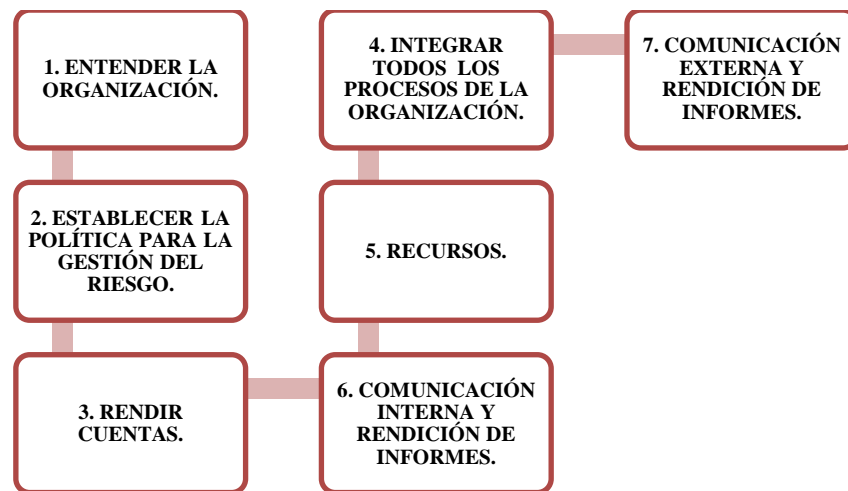 1. ENTENDER LA
ORGANIZACIÓN.
2. ESTABLECER LA
POLÍTICA PARA LA
GESTIÓN DEL
RIESGO.
3. RENDIR
CUENTAS.
4. INTEGRAR
TODOS LOS
PROCESOS DE LA
ORGANIZACIÓN.
5. RECURSOS.
6. COMUNICACIÓN
INTERNA Y
RENDICIÓN DE
INFORMES.
7. COMUNICACIÓN
EXTERNA Y
RENDICIÓN DE
INFORMES.